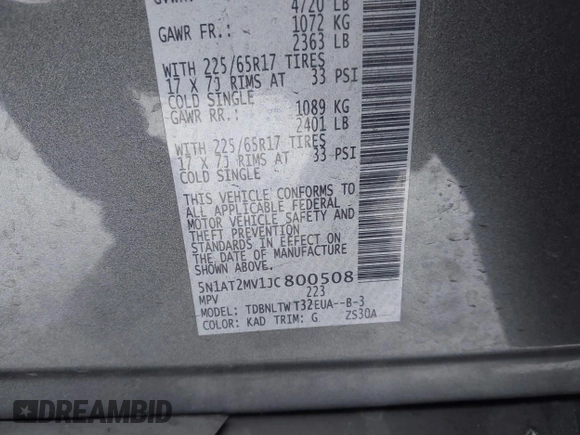 4720 LB
GAWR FR.: 1072 KG
2363 LB
WITH 225/65R17 TIRES
17 X 7J RIMS AT 33 PSI
COLD SINGLE
GAWR RR.: 1089 KG
2401 LB
WITH 225/65R17 TIRES
17 X 7J RIMS AT 33 PSI
COLD SINGLE
THIS VEHICLE CONFORMS TO
ALL APPLICABLE FEDERAL
MOTOR VEHICLE SAFETY AND
THEFT PREVENTION
STANDARDS IN EFFECT ON
THE DATE OF MANUFACTURE
SHOWN ABOVE.
5N1AT2MV1JC800508
MPV 223
MODEL: TDBNLTWT32EUA--B-3
COLOR: KAD TRIM: G ZS30A
DREAMBID